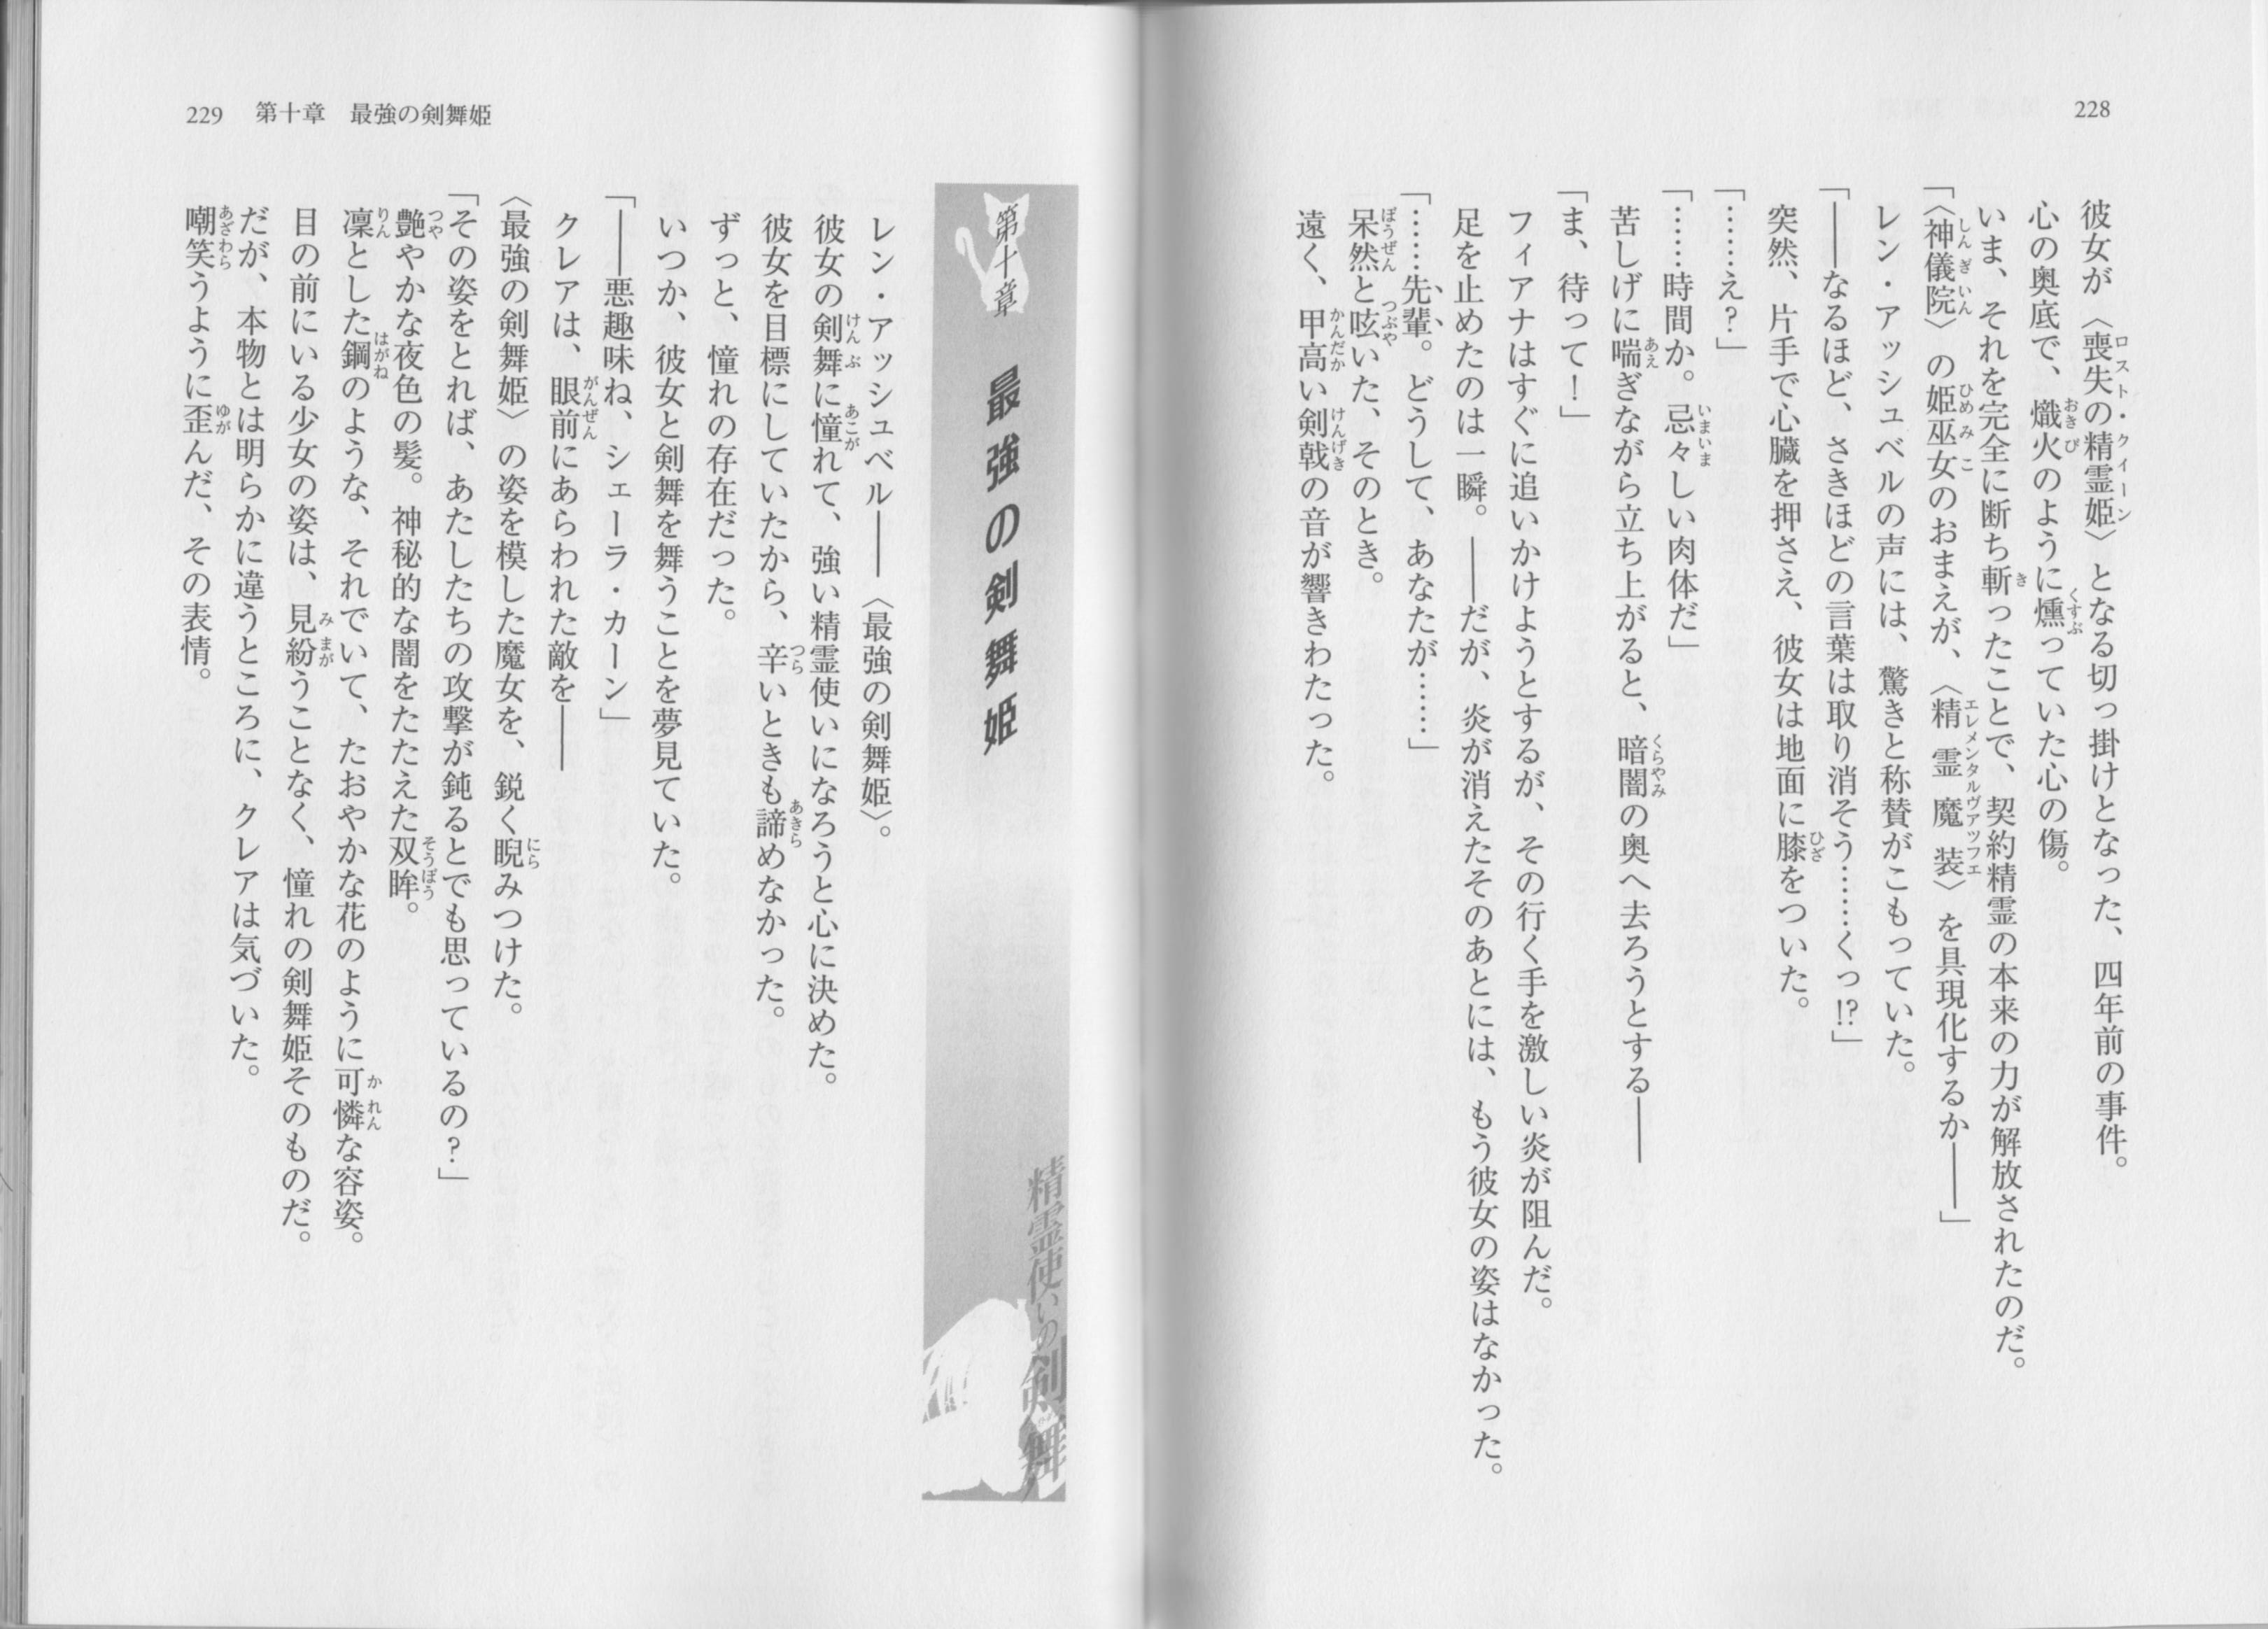 228
彼女が〈喪失の精霊姫〉となる切っ掛けとなった、四年前の事件。
心の奥底で、熾火のように燻っていた心の傷。
いま、それを完全に断ち斬ったことで、契約精霊の本来の力が解放されたのだ。
「〈神儀院〉の姫巫女のおまえが、〈精霊魔装〉を具現化するか――」
レン・アッシュベルの声には、驚きと称賛がこもっていた。
「――なるほど、さきほどの言葉は取り消そう……くっ!?」
突然、片手で心臓を押さえ、彼女は地面に膝をついた。
「……え?」
「……時間か。忌々しい肉体だ」
苦しげに喘ぎながら立ち上がると、暗闇の奥へ去ろうとする――
「ま、待って!」
フィアナはすぐに追いかけようとするが、その行く手を激しい炎が阻んだ。
足を止めたのは一瞬。――だが、炎が消えたそのあとには、もう彼女の姿はなかった。
「……先輩。どうして、あなたが……」
呆然と呟いた、そのとき。
遠く、甲高い剣戟の音が響きわたった。
229 第十章 最強の剣舞姫
第十章 最強の剣舞姫
精霊使いの剣舞
レン・アッシュベル――〈最強の剣舞姫〉。
彼女の剣舞に憧れて、強い精霊使いになろうと心に決めた。
彼女を目標にしていたから、辛いときも諦めなかった。
ずっと、憧れの存在だった。
いつか、彼女と剣舞を舞うことを夢見ていた。
「――悪趣味ね、シェーラ・カーン」
クレアは、眼前にあらわれた敵を――
〈最強の剣舞姫〉の姿を模した魔女を、鋭く睨みつけた。
「その姿をとれば、あたしたちの攻撃が鈍るとでも思っているの?」
艶やかな夜色の髪。神秘的な闇をたたえた双眸。
凜とした鋼のような、それでいて、たおやかな花のように可憐な容姿。
目の前にいる少女の姿は、見紛うことなく、憧れの剣舞姫そのものだ。
だが、本物とは明らかに違うところに、クレアは気づいた。
嘲笑うように歪んだ、その表情。